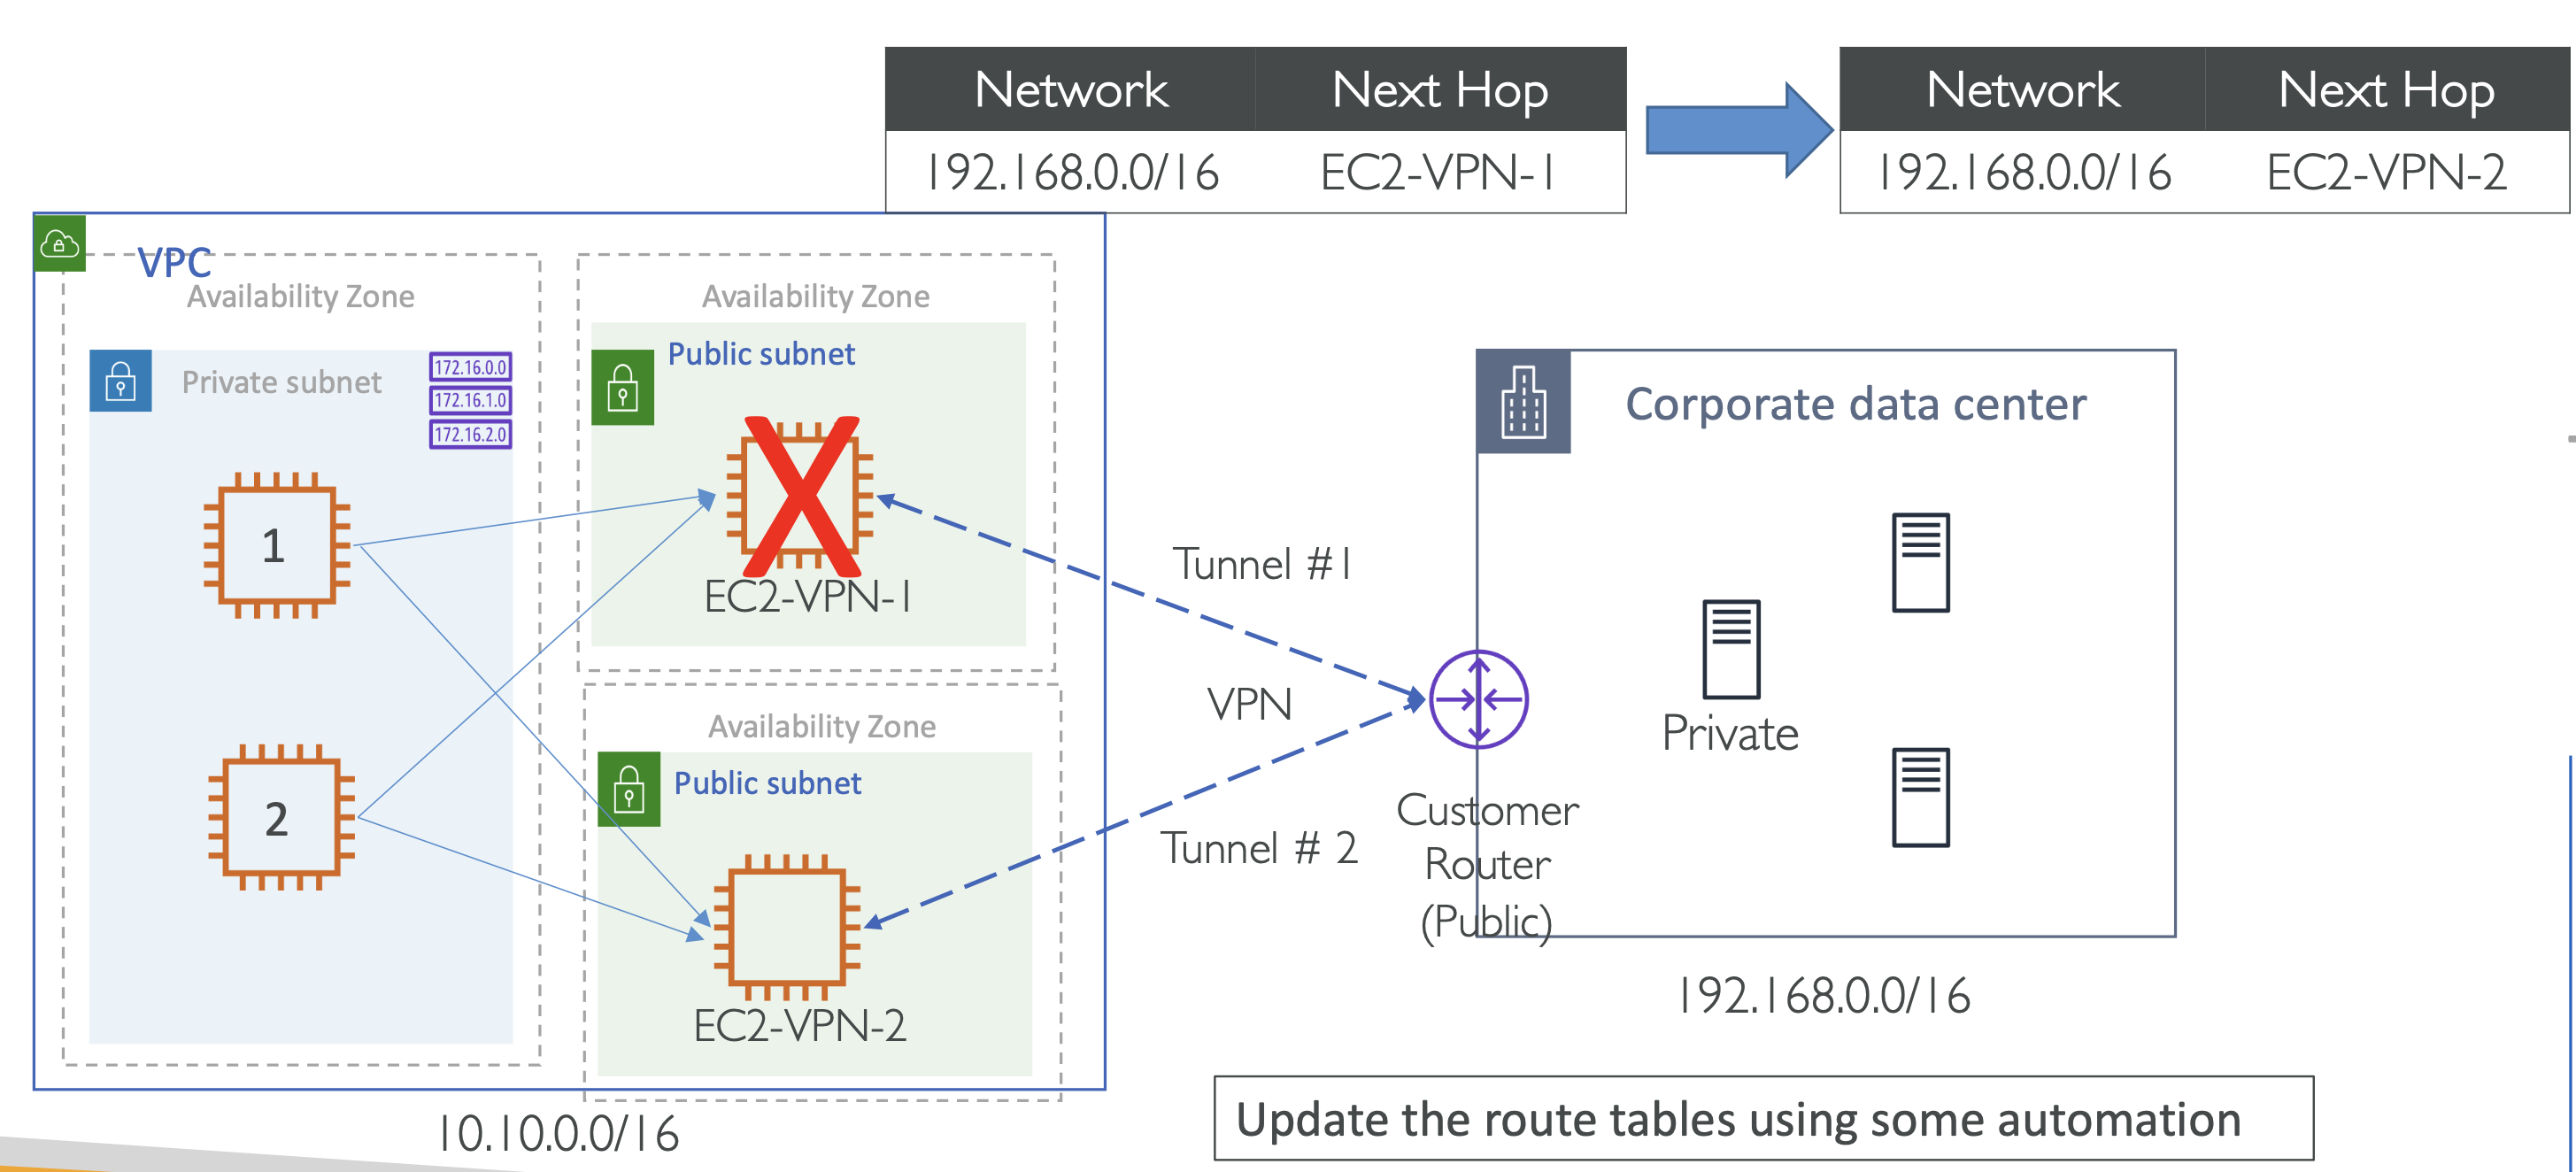 Network Next Hop
192.168.0.0/16 EC2-VPN-1
Network Next Hop
192.168.0.0/16 EC2-VPN-2
VPC
Availability Zone
Private subnet
172.16.0.0
172.16.1.0
172.16.2.0
1
2
Availability Zone
Public subnet
X
EC2-VPN-1
Availability Zone
Public subnet
EC2-VPN-2
10.10.0.0/16
Tunnel #1
VPN
Tunnel # 2
Corporate data center
Private
Customer
Router
(Public)
192.168.0.0/16
Update the route tables using some automation